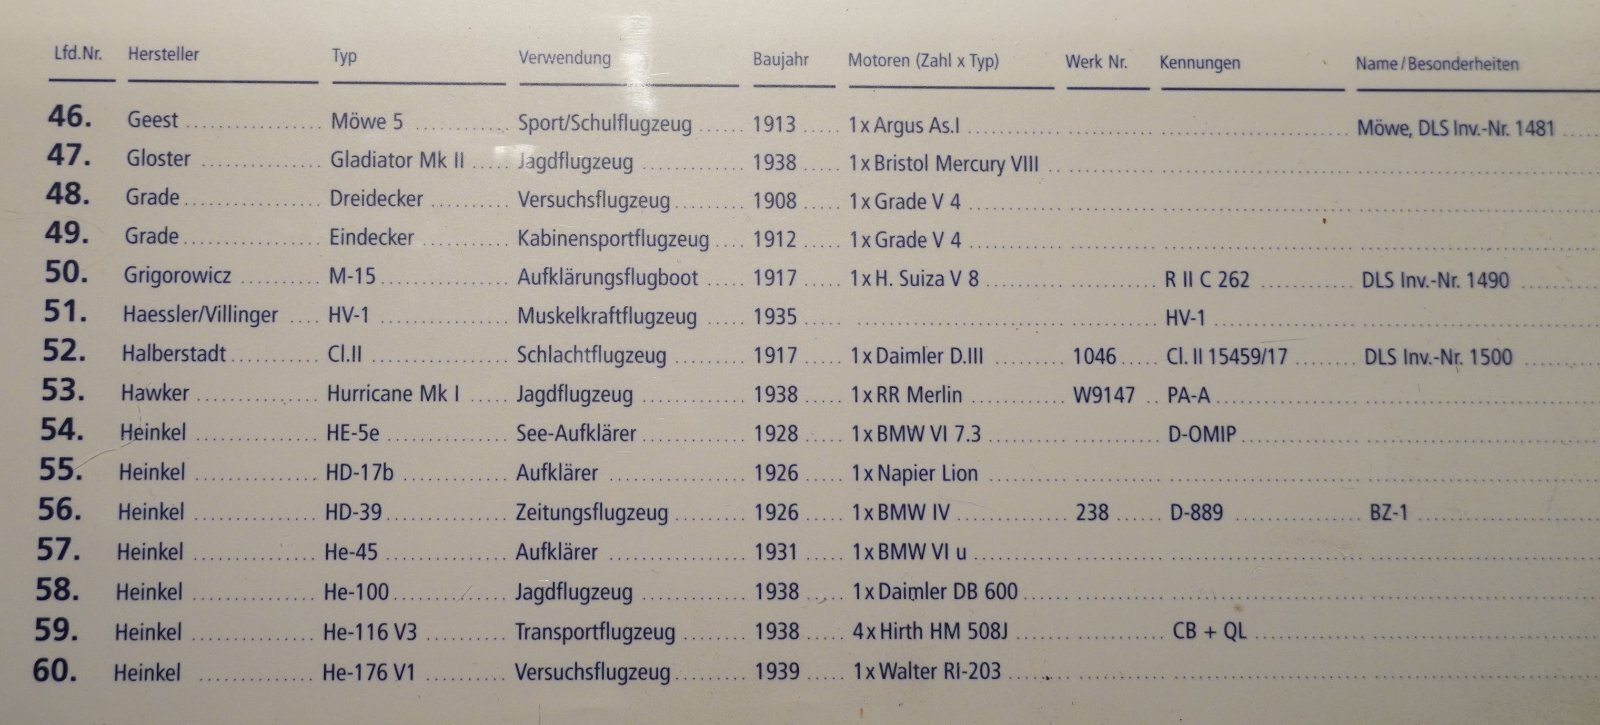 Lfd.Nr. Hersteller Typ Verwendung Baujahr Motoren (Zahl x Typ) Werk Nr. Kennungen Name/Besonderheiten
46. Geest Möwe 5 Sport/Schulflugzeug 1913 1x Argus As.I Möwe, DLS Inv.-Nr. 1481
47. Gloster Gladiator Mk II Jagdflugzeug 1938 1x Bristol Mercury VIII
48. Grade Dreidecker Versuchsflugzeug 1908 1x Grade V 4
49. Grade Eindecker Kabinensportflugzeug 1912 1x Grade V 4
50. Grigorowicz M-15 Aufklärungsflugboot 1917 1x H. Suiza V 8 R II C 262 DLS Inv.-Nr. 1490
51. Haessler/Villinger HV-1 Muskelkraftflugzeug 1935 HV-1
52. Halberstadt Cl.II Schlachtflugzeug 1917 1x Daimler D.III 1046 Cl. II 15459/17 DLS Inv.-Nr. 1500
53. Hawker Hurricane Mk I Jagdflugzeug 1938 1x RR Merlin W9147 PA-A
54. Heinkel HE-5e See-Aufklärer 1928 1x BMW VI 7.3 D-OMIP
55. Heinkel HD-17b Aufklärer 1926 1x Napier Lion
56. Heinkel HD-39 Zeitungsflugzeug 1926 1x BMW IV 238 D-889 BZ-1
57. Heinkel He-45 Aufklärer 1931 1x BMW VI u
58. Heinkel He-100 Jagdflugzeug 1938 1x Daimler DB 600
59. Heinkel He-116 V3 Transportflugzeug 1938 4x Hirth HM 508J CB + QL
60. Heinkel He-176 V1 Versuchsflugzeug 1939 1x Walter RI-203